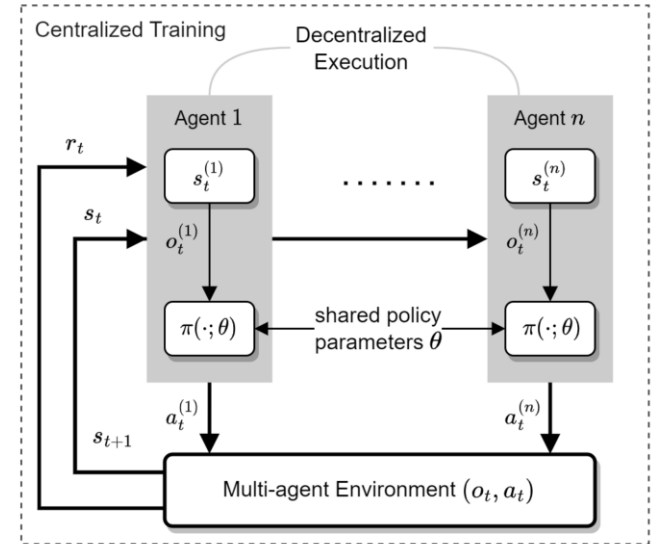 Centralized Training
Decentralized
Execution
Agent 1
Agent n
r_t
s_t^{(1)}
.......
s_t^{(n)}
s_t
o_t^{(1)}
o_t^{(n)}
π(·;θ)
shared policy
parameters θ
π(·;θ)
a_t^{(1)}
a_t^{(n)}
s_{t+1}
Multi-agent Environment (o_t, a_t)